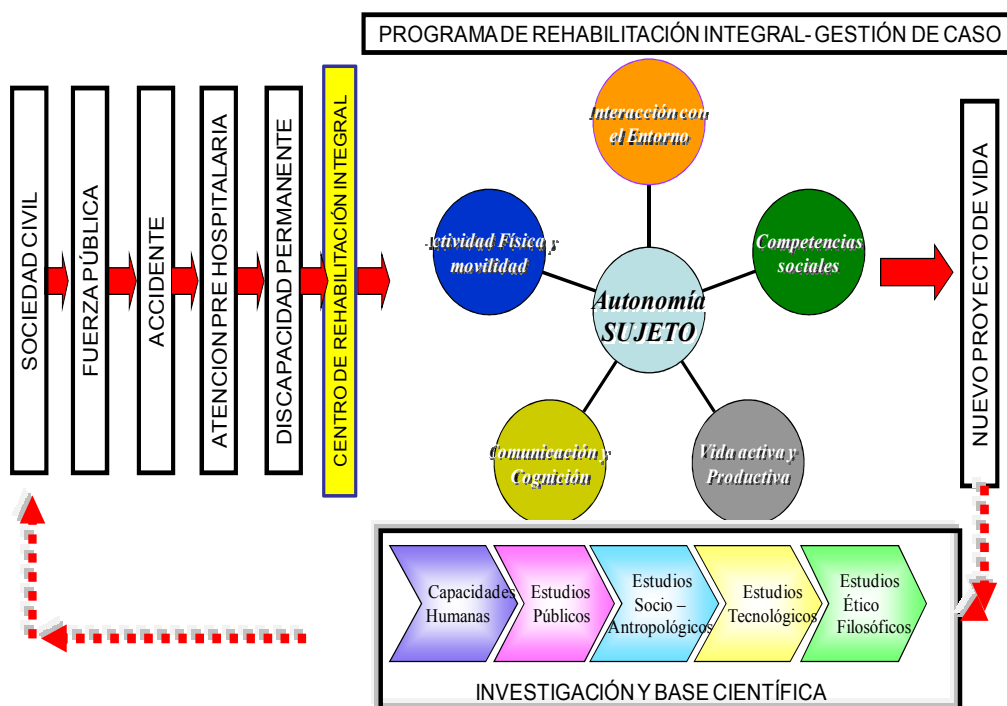 PROGRAMA DE REHABILITACIÓN INTEGRAL- GESTIÓN DE CASO
SOCIEDAD CIVIL
FUERZA PÚBLICA
ACCIDENTE
ATENCION PRE HOSPITALARIA
DISCAPACIDAD PERMANENTE
CENTRO DE REHABILITACIÓN INTEGRAL
Interacción con
el Entorno
Actividad Física y
movilidad
Competencias
sociales
Autonomía
SUJETO
Comunicación y
Cognición
Vida activa y
Productiva
NUEVO PROYECTO DE VIDA
Capacidades
Humanas
Estudios
Públicos
Estudios
Socio –
Antropológicos
Estudios
Tecnológicos
Estudios
Ético
Filosóficos
INVESTIGACIÓN Y BASE CIENTÍFICA